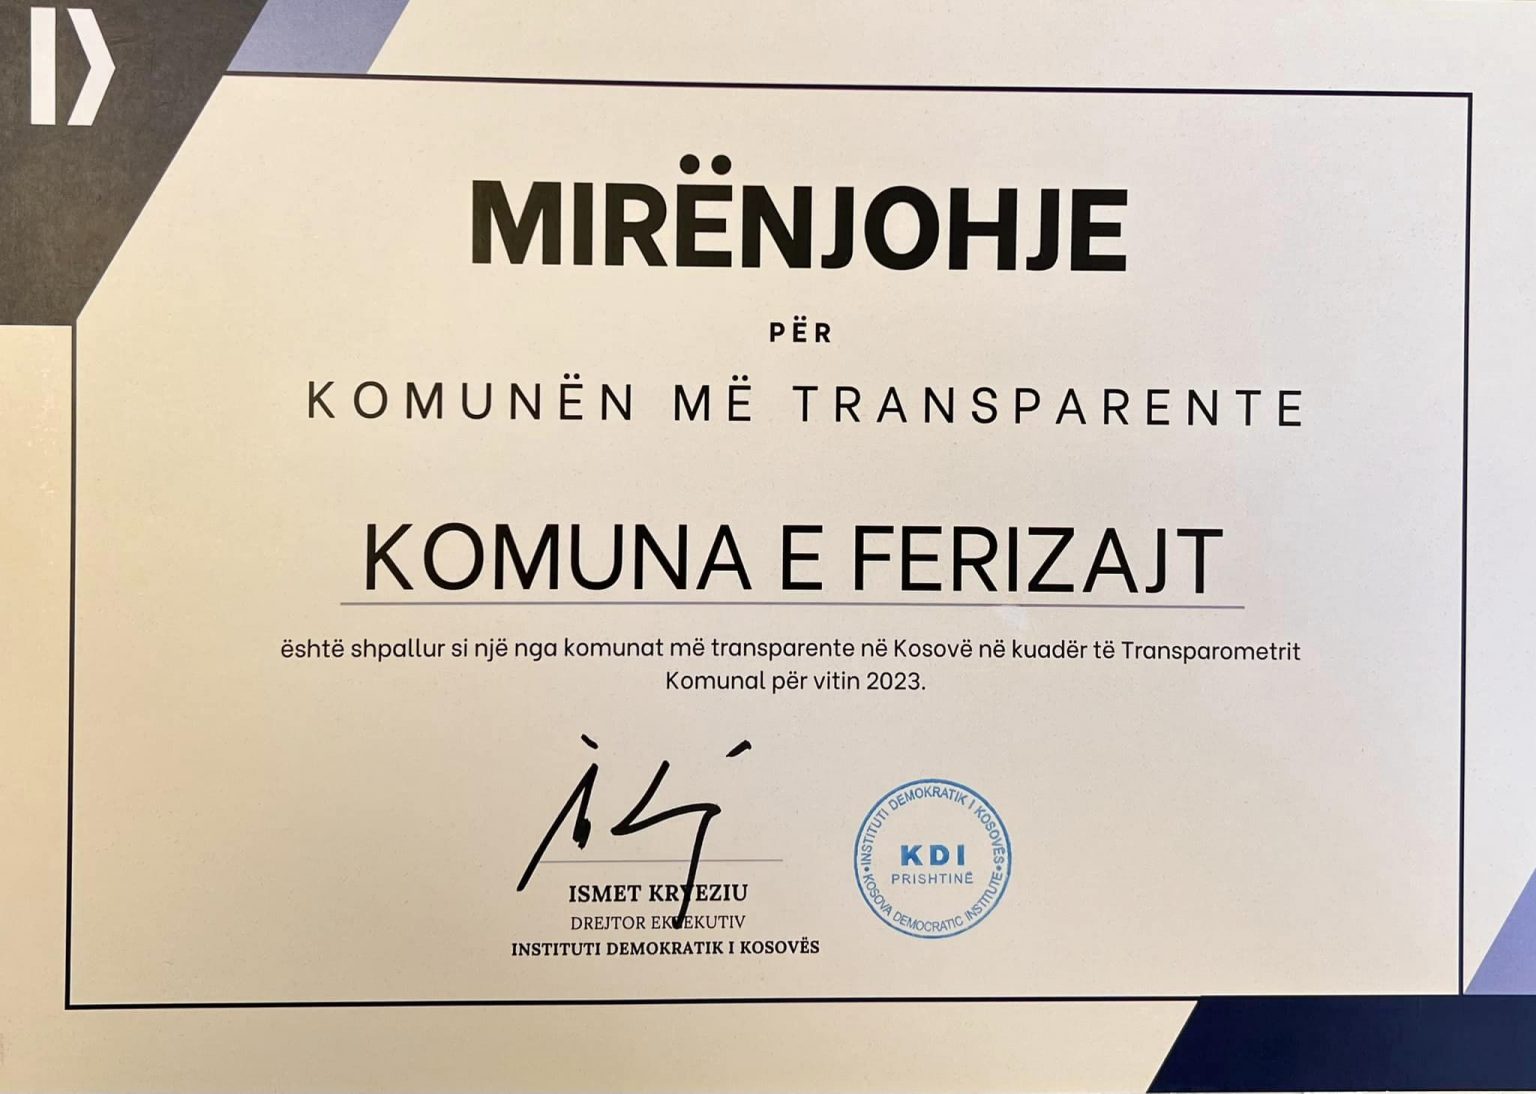 MIRËNJOHJE
PËR
KOMUNËN MË TRANSPARENTE
KOMUNA E FERIZAJT
është shpallur si një nga komunat më transparente në Kosovë në kuadër të Transparometrit
Komunal për vitin 2023.
ISMET KRYEZIU
DREJTOR EKZEKUTIV
INSTITUTI DEMOKRATIK I KOSOVËS
INSTITUTI DEMOKRATIK I KOSOVËS
KDI
PRISHTINË
KOSOVA DEMOCRATIC INSTITUTE